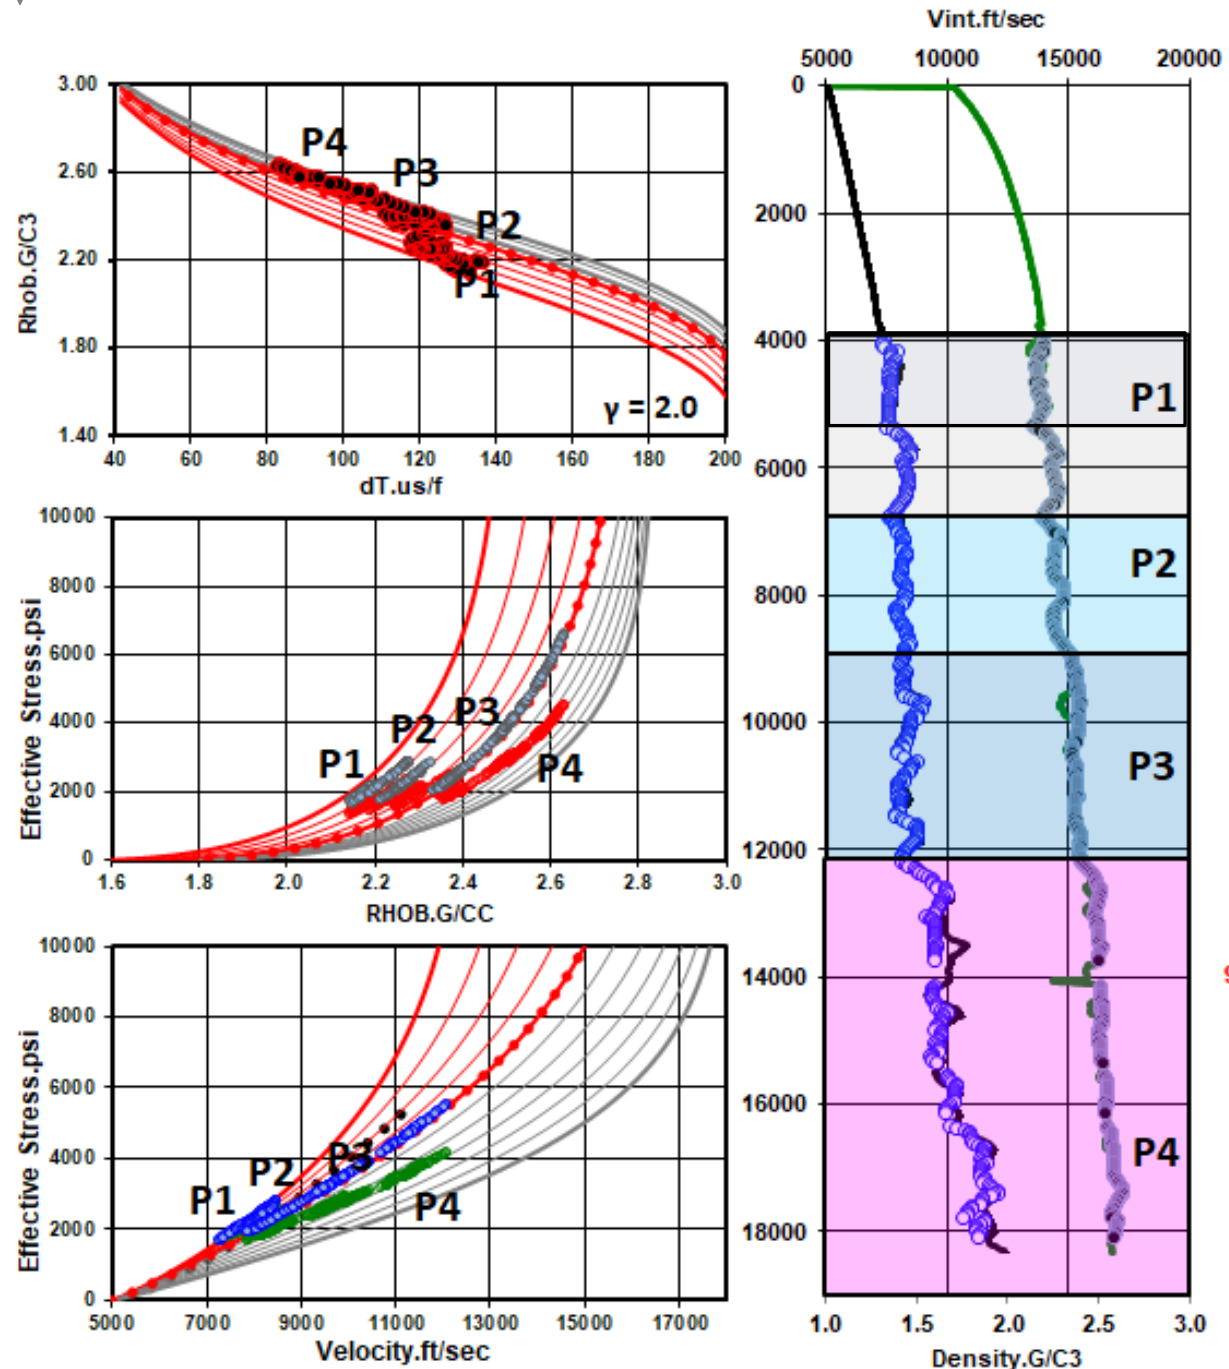 3.00
2.60
2.20
1.80
1.40
Rhob.G/C3
P4
P3
P2
P1
γ = 2.0
40 60 80 100 120 140 160 180 200
dT.us/f
10000
8000
6000
4000
2000
0
Effective Stress.psi
P1
P2
P3
P4
1.6 1.8 2.0 2.2 2.4 2.6 2.8 3.0
RHOB.G/CC
10000
8000
6000
4000
2000
0
Effective Stress.psi
P1
P2
P3
P4
5000 7000 9000 11000 13000 15000 17000
Velocity.ft/sec
Vint.ft/sec
5000 10000 15000 20000
0
2000
4000
6000
8000
10000
12000
14000
16000
18000
P1
P2
P3
P4
1.0 1.5 2.0 2.5 3.0
Density.G/C3